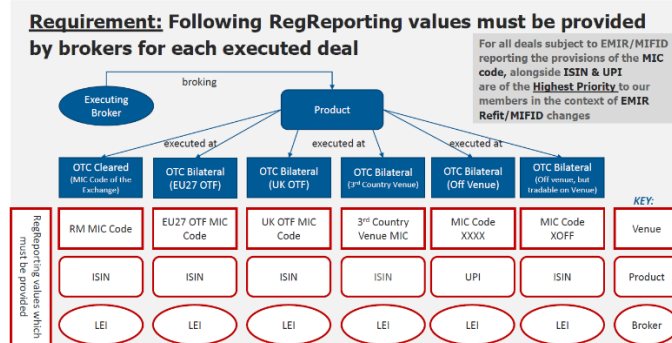 Requirement: Following RegReporting values must be provided
by brokers for each executed deal
For all deals subject to EMIR/MIFID
reporting the provisions of the MIC
code, alongside ISIN & UPI
are of the Highest Priority to our
members in the context of EMIR
Refit/MIFID changes
broking
Executing
Broker
Product
executed at
executed at
executed at
OTC Cleared
(MIC Code of the
Exchange)
OTC Bilateral
(EU27 OTF)
OTC Bilateral
(UK OTF)
OTC Bilateral
(3rd Country Venue)
OTC Bilateral
(Off Venue)
OTC Bilateral
(Off venue, but
tradable on Venue)
KEY:
RegReporting values which
must be provided
RM MIC Code
EU27 OTF MIC
Code
UK OTF MIC
Code
3rd Country
Venue MIC
MIC Code
XXXX
MIC Code
XOFF
Venue
ISIN
ISIN
ISIN
ISIN
UPI
ISIN
Product
LEI
LEI
LEI
LEI
LEI
LEI
Broker